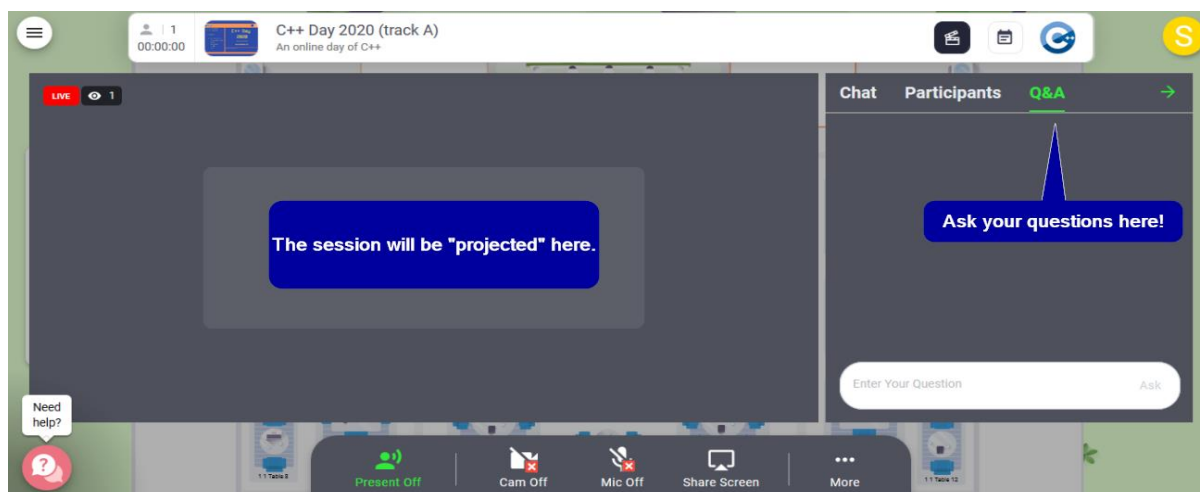 1
00:00:00
C++ Day 2020 (track A)
An online day of C++
S
LIVE 1
Chat Participants Q&A
The session will be "projected" here.
Ask your questions here!
Enter Your Question Ask
Need
help?
Present Off Cam Off Mic Off Share Screen More